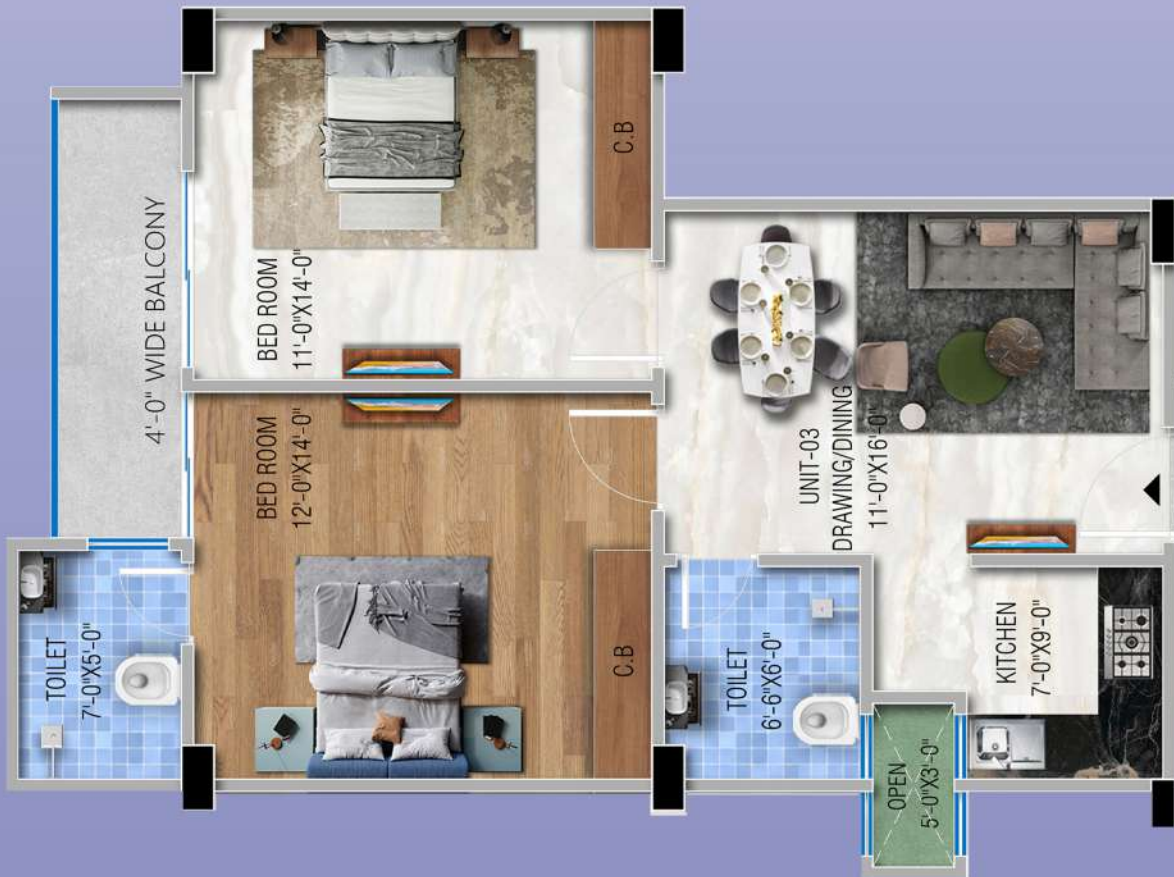 4'-0" WIDE BALCONY
BED ROOM
11'-0"X14'-0"
C.B
BED ROOM
12'-0"X14'-0"
C.B
TOILET
7'-0"X5'-0"
UNIT-03
DRAWING/DINING
11'-0"X16'-0"
TOILET
6'-6"X6'-0"
KITCHEN
7'-0"X9'-0"
OPEN
5'-0"X3'-0"